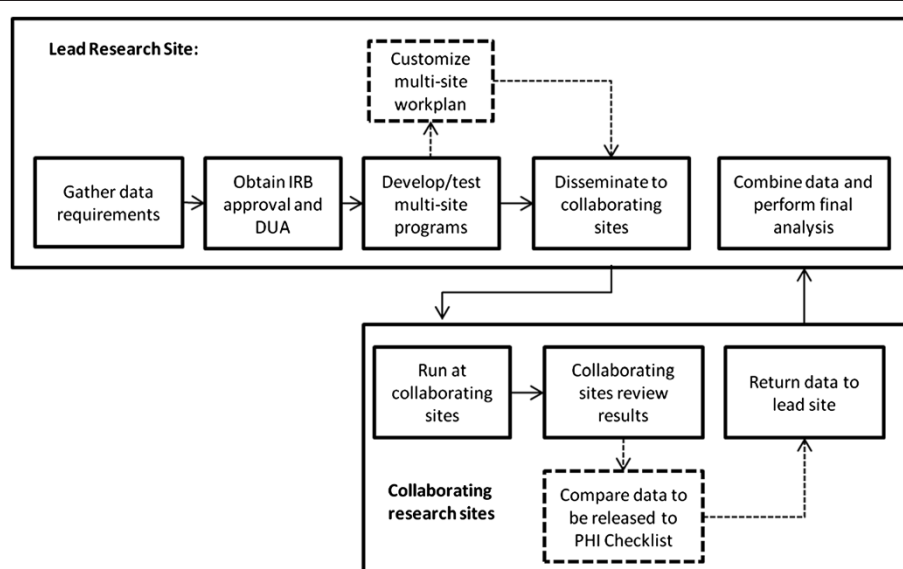 Lead Research Site:
Customize
multi-site
workplan
Gather data
requirements
Obtain IRB
approval and
DUA
Develop/test
multi-site
programs
Disseminate to
collaborating
sites
Combine data and
perform final
analysis
Run at
collaborating
sites
Collaborating
sites review
results
Return data to
lead site
Collaborating
research sites
Compare data to
be released to
PHI Checklist